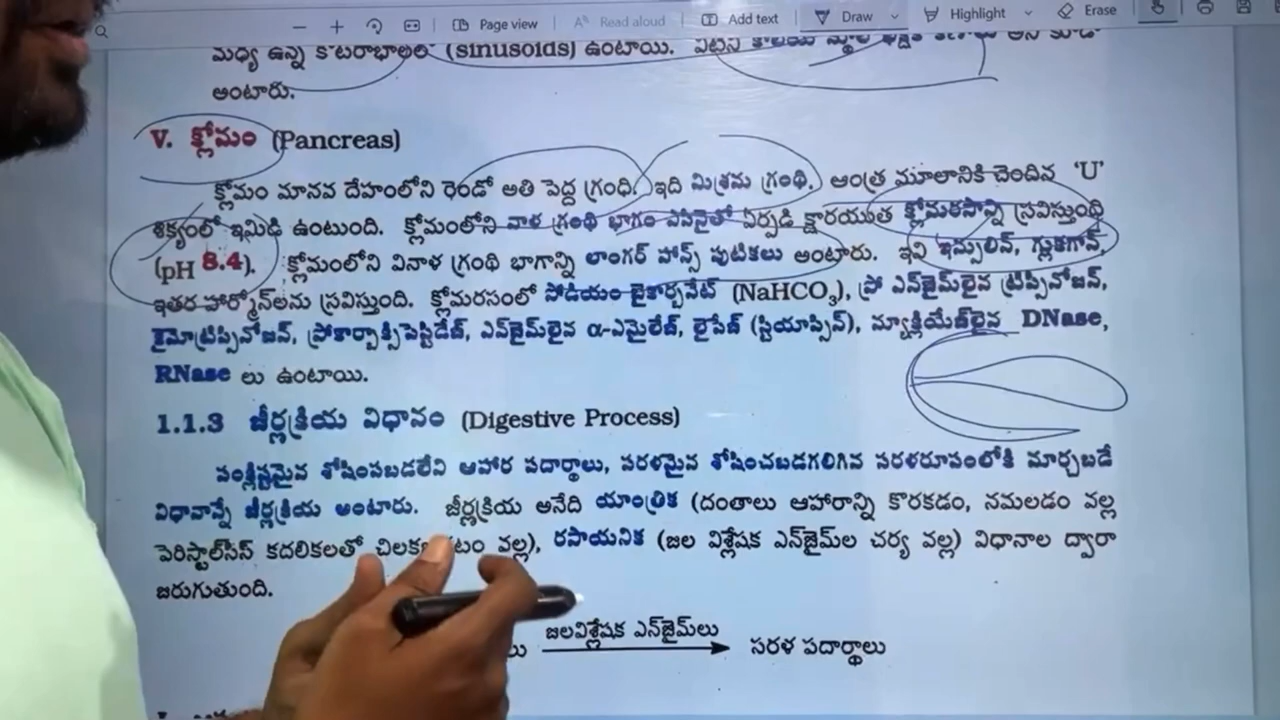 Page view
Read aloud
Add text
Draw
Highlight
Erase
మధ్య ఉన్న కోటరాభాలలో (sinusoids) ఉంటాయి. వీటిని
అంటారు.
V. క్లోమం (Pancreas)
క్లోమం మానవ దేహంలోని రెండో అతి పెద్ద గ్రంధి. ఇది మిశ్రమ గ్రంథి. ఆంత్ర మూలానికి చెందిన 'U'
శిక్యంలో ఇమిడి ఉంటుంది. క్లోమంలోని నాళ గ్రంథి భాగం ఎసినైతో ఏర్పడి క్షారయుత క్లోమరసాన్ని స్రవిస్తుంది
(pH 8.4). క్లోమంలోని వినాళ గ్రంథి భాగాన్ని లాంగర్ హాన్స్ పుటికలు అంటారు. ఇవి ఇన్సులిన్, గ్లూకగాన్,
ఇతర హార్మోన్‌లను స్రవిస్తుంది. క్లోమరసంలో సోడియం బైకార్బనేట్ (NaHCO₃), ప్రో ఎన్‌జైమ్‌లైన ట్రిప్సినోజన్,
కైమోట్రిప్సినోజన్, ప్రోకార్బాక్సీపెప్టిడేజ్, ఎన్‌జైమ్‌లైన α-ఎమైలేజ్, లైపేజ్ (స్టియాప్సిన్), న్యూక్లియేజ్‌లైన DNase,
RNase లు ఉంటాయి.
1.1.3 జీర్ణక్రియ విధానం (Digestive Process)
సంక్లిష్టమైన శోషింపబడలేని ఆహార పదార్థాలు, సరళమైన శోషించబడగలిగిన సరళరూపంలోకి మార్చబడే
విధానాన్నే జీర్ణక్రియ అంటారు. జీర్ణక్రియ అనేది యాంత్రిక (దంతాలు ఆహారాన్ని కొరకడం, నమలడం వల్ల
పెరిస్టాల్‌సిస్ కదలికలతో వల్ల), రసాయనిక (జల విశ్లేషక ఎన్‌జైమ్‌ల చర్య వల్ల) విధానాల ద్వారా
జరుగుతుంది.
జలవిశ్లేషక ఎన్‌జైమ్‌లు
లు సరళ పదార్థాలు